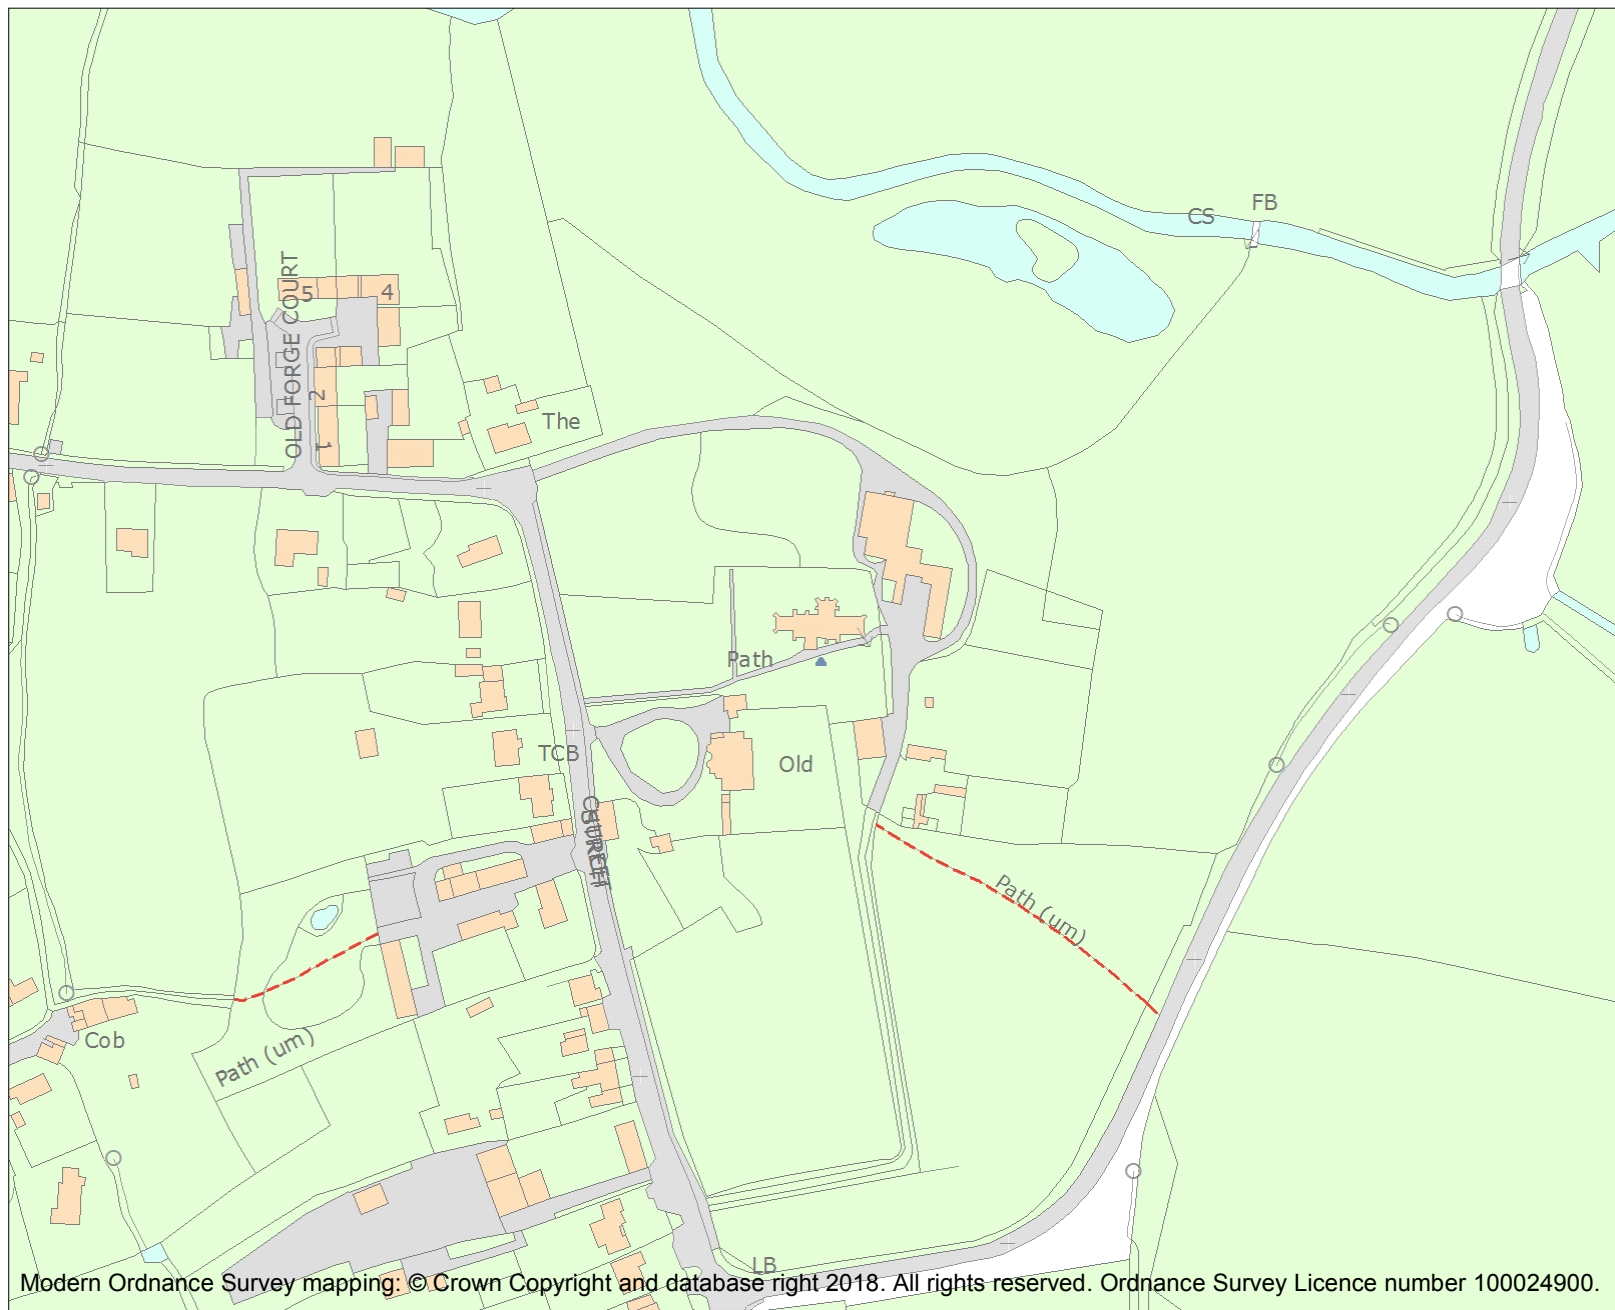 FB
CS
OLD FORGE COURT
5
4
2
1
The
Path
TCB
Old
CHURCH
STREET
Path (um)
Cob
Path (um)
LB
Modern Ordnance Survey mapping: © Crown Copyright and database right 2018. All rights reserved. Ordnance Survey Licence number 100024900.